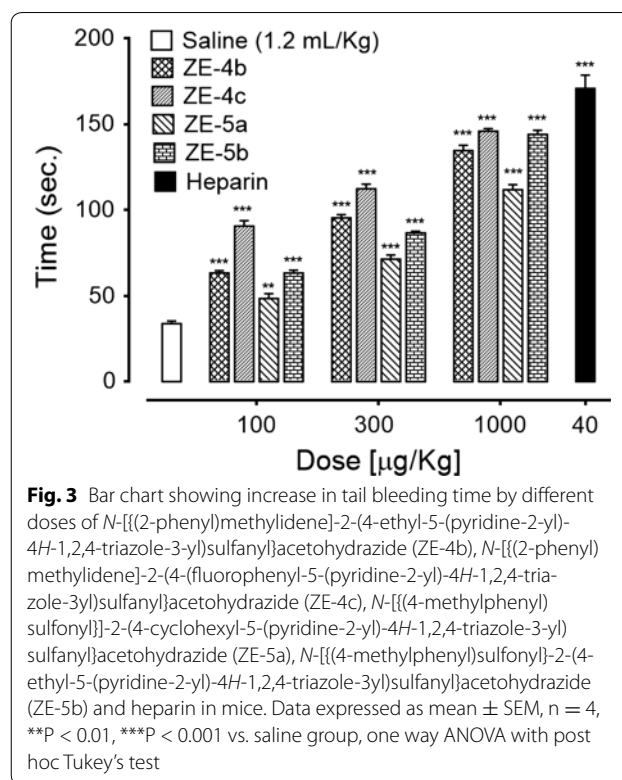 200
150
100
50
0
Time (sec.)
Saline (1.2 mL/Kg)
ZE-4b
ZE-4c
ZE-5a
ZE-5b
Heparin
*** *** ** ***
*** *** *** ***
*** *** *** ***
***
100 300 1000 40
Dose [µg/Kg]
Fig. 3 Bar chart showing increase in tail bleeding time by different
doses of N-[{(2-phenyl)methylidene]-2-(4-ethyl-5-(pyridine-2-yl)-
4H-1,2,4-triazole-3-yl)sulfanyl}acetohydrazide (ZE-4b), N-[{(2-phenyl)
methylidene]-2-(4-(fluorophenyl-5-(pyridine-2-yl)-4H-1,2,4-tria-
zole-3yl)sulfanyl}acetohydrazide (ZE-4c), N-[{(4-methylphenyl)
sulfonyl}]-2-(4-cyclohexyl-5-(pyridine-2-yl)-4H-1,2,4-triazole-3-yl)
sulfanyl}acetohydrazide (ZE-5a), N-[{(4-methylphenyl)sulfonyl}-2-(4-
ethyl-5-(pyridine-2-yl)-4H-1,2,4-triazole-3yl)sulfanyl}acetohydrazide
(ZE-5b) and heparin in mice. Data expressed as mean ± SEM, n = 4,
**P < 0.01, ***P < 0.001 vs. saline group, one way ANOVA with post
hoc Tukey's test